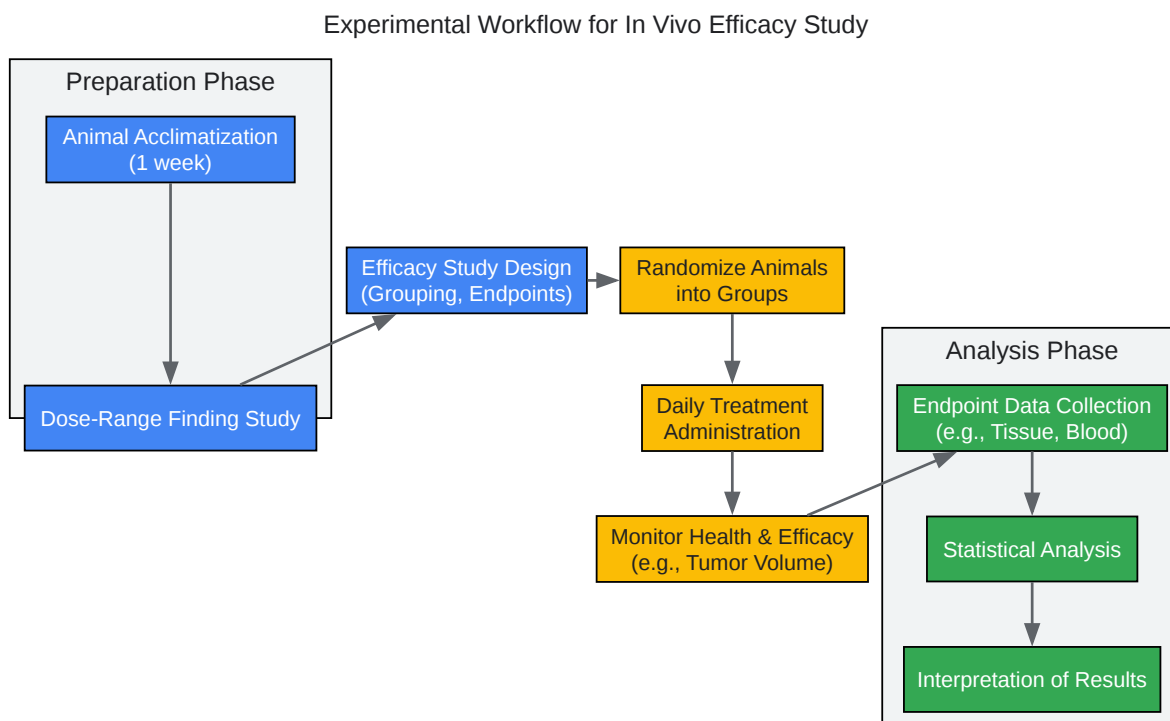 Experimental Workflow for In Vivo Efficacy Study
Preparation Phase
Animal Acclimatization
(1 week)
Dose-Range Finding Study
Efficacy Study Design
(Grouping, Endpoints)
Randomize Animals
into Groups
Daily Treatment
Administration
Monitor Health & Efficacy
(e.g., Tumor Volume)
Analysis Phase
Endpoint Data Collection
(e.g., Tissue, Blood)
Statistical Analysis
Interpretation of Results